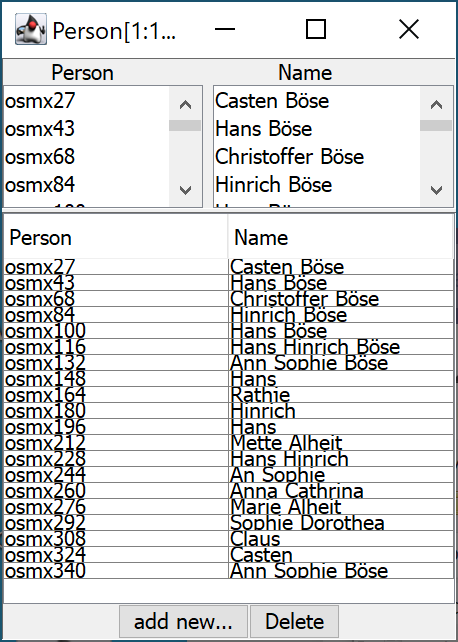 Person[1:1...
Person Name
osmx27 Casten Böse
osmx43 Hans Böse
osmx68 Christoffer Böse
osmx84 Hinrich Böse
osmx100 Hans Böse
Person Name
osmx27 Casten Böse
osmx43 Hans Böse
osmx68 Christoffer Böse
osmx84 Hinrich Böse
osmx100 Hans Böse
osmx116 Hans Hinrich Böse
osmx132 Ann Sophie Böse
osmx148 Hans
osmx164 Rathie
osmx180 Hinrich
osmx196 Hans
osmx212 Mette Alheit
osmx228 Hans Hinrich
osmx244 An Sophie
osmx260 Anna Cathrina
osmx276 Marie Alheit
osmx292 Sophie Dorothea
osmx308 Claus
osmx324 Casten
osmx340 Ann Sophie Böse
add new... Delete